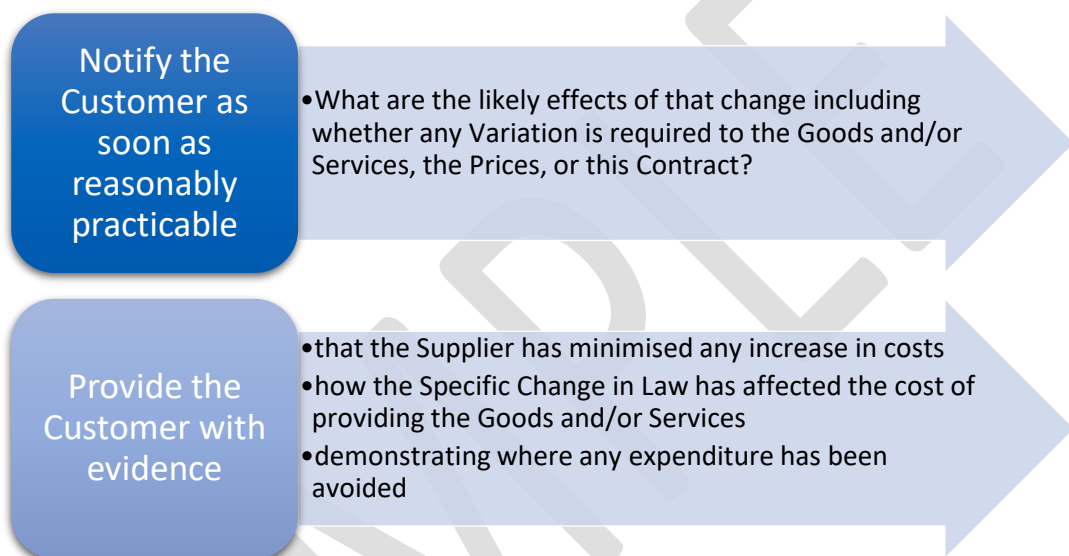 Notify the
Customer as
soon as
reasonably
practicable
•What are the likely effects of that change including
whether any Variation is required to the Goods and/or
Services, the Prices, or this Contract?
Provide the
Customer with
evidence
•that the Supplier has minimised any increase in costs
•how the Specific Change in Law has affected the cost of
providing the Goods and/or Services
•demonstrating where any expenditure has been
avoided